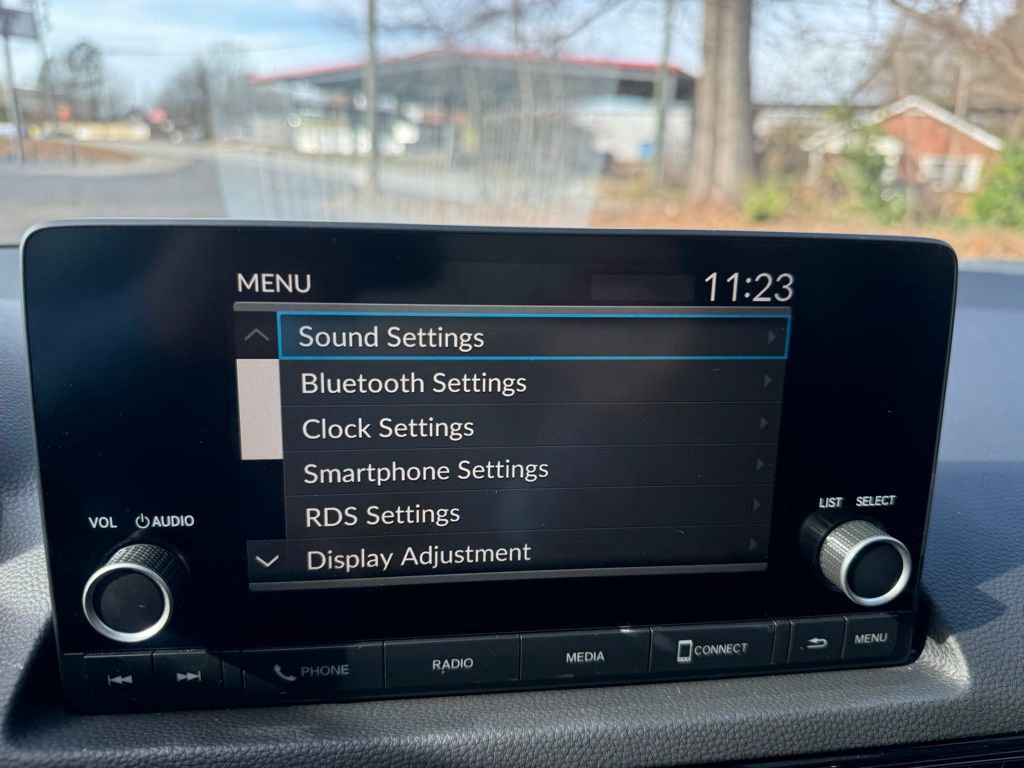 MENU 11:23
Sound Settings
Bluetooth Settings
Clock Settings
Smartphone Settings
RDS Settings
Display Adjustment
VOL AUDIO
LIST SELECT
PHONE RADIO MEDIA CONNECT MENU